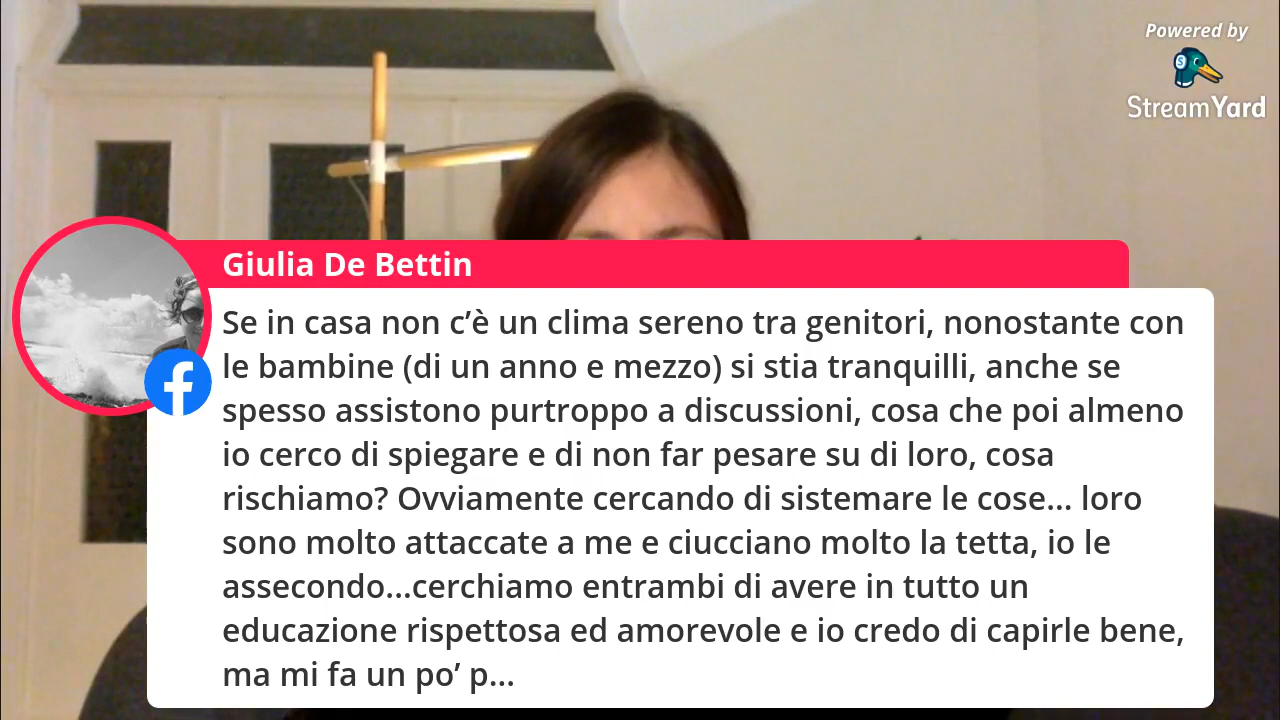 Powered by
StreamYard
Giulia De Bettin
Se in casa non c’è un clima sereno tra genitori, nonostante con
le bambine (di un anno e mezzo) si stia tranquilli, anche se
spesso assistono purtroppo a discussioni, cosa che poi almeno
io cerco di spiegare e di non far pesare su di loro, cosa
rischiamo? Ovviamente cercando di sistemare le cose... loro
sono molto attaccate a me e ciucciano molto la tetta, io le
assecondo...cerchiamo entrambi di avere in tutto un
educazione rispettosa ed amorevole e io credo di capirle bene,
ma mi fa un po’ p...